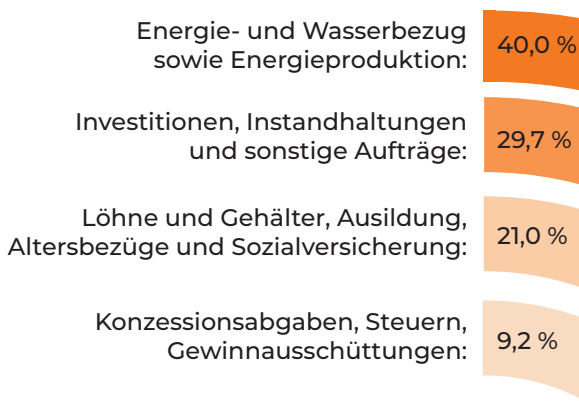 Energie- und Wasserbezug
sowie Energieproduktion:
40,0 %
Investitionen, Instandhaltungen
und sonstige Aufträge:
29,7 %
Löhne und Gehälter, Ausildung,
Altersbezüge und Sozialversicherung:
21,0 %
Konzessionsabgaben, Steuern,
Gewinnausschüttungen:
9,2 %